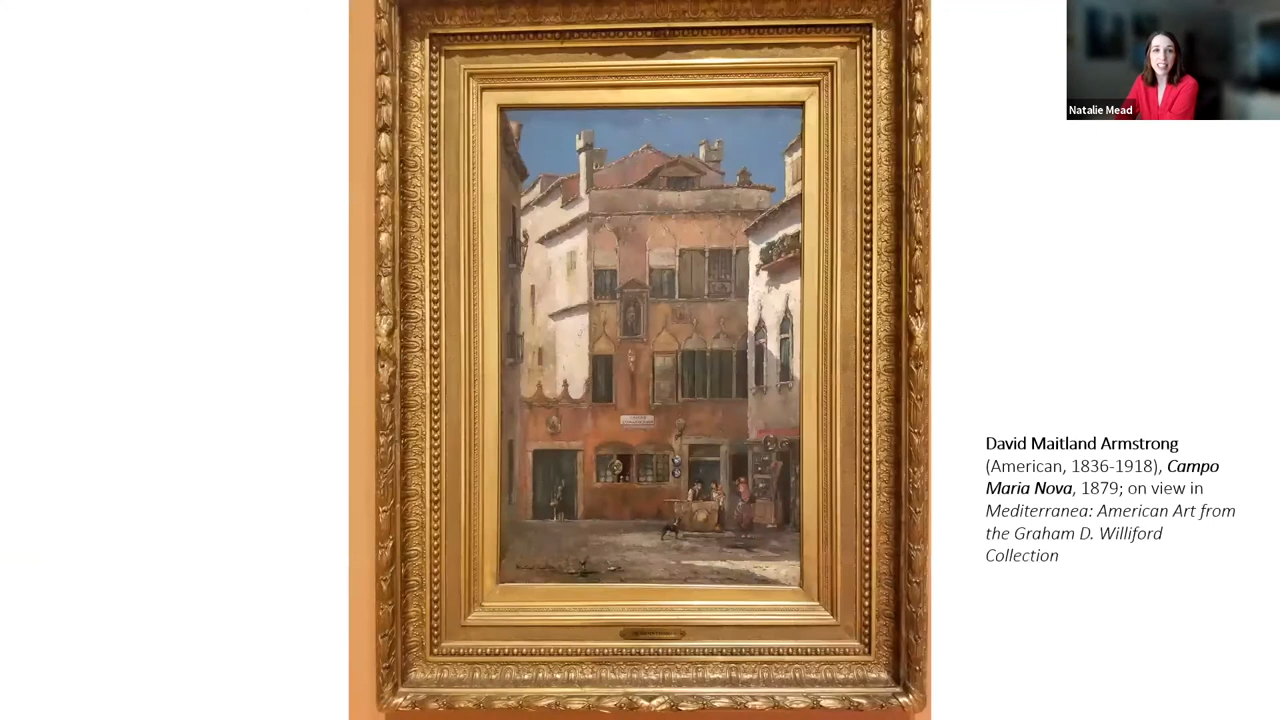 Natalie Mead
David Maitland Armstrong
(American, 1836-1918), Campo
Maria Nova, 1879; on view in
Mediterranea: American Art from
the Graham D. Williford
Collection